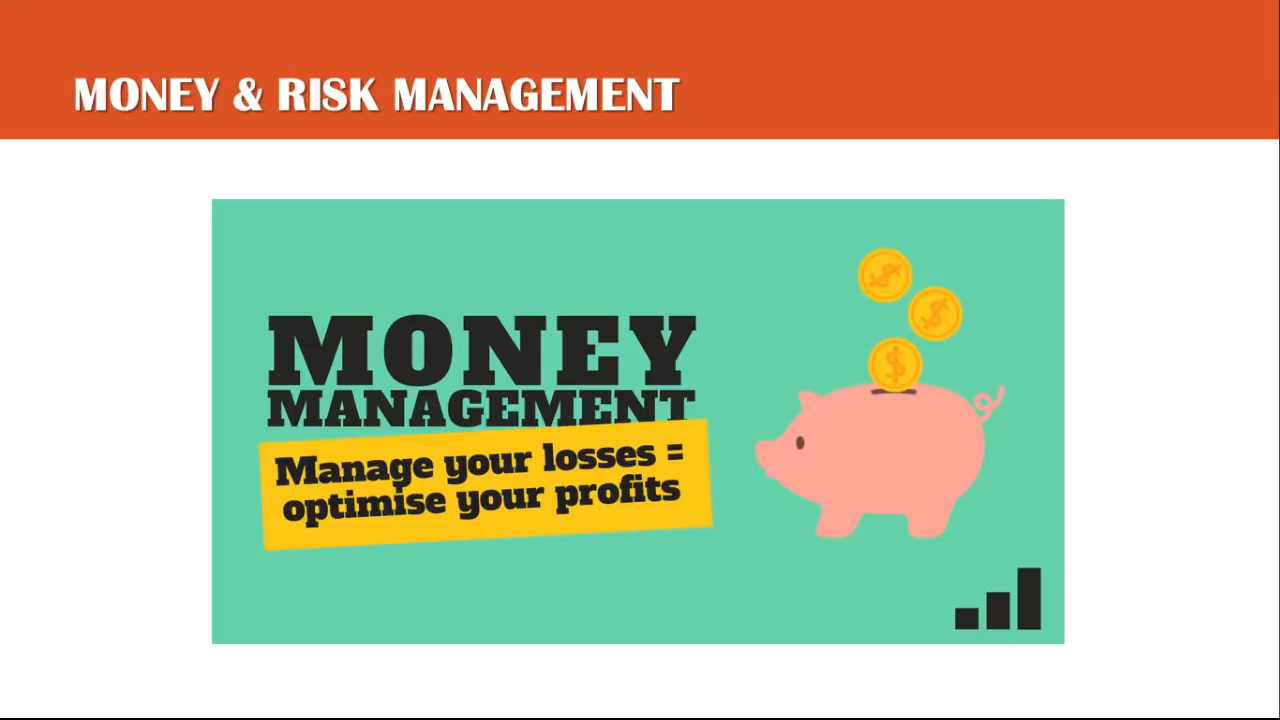 MONEY & RISK MANAGEMENT
MONEY
MANAGEMENT
Manage your losses =
optimise your profits
$
$
$